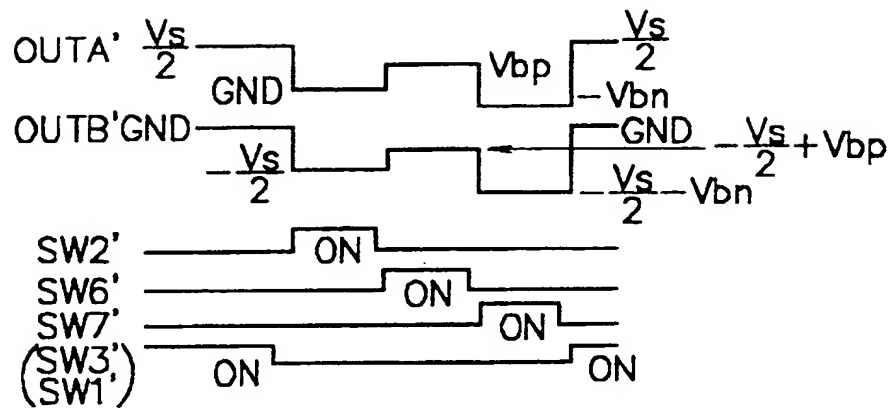 OUTA' Vs/2 Vbp Vs/2
GND -Vbn
OUTB' GND GND
-Vs/2 -Vs/2+Vbp
-Vs/2-Vbn
SW2' ON
SW6' ON
SW7' ON
(SW3' SW1') ON ON